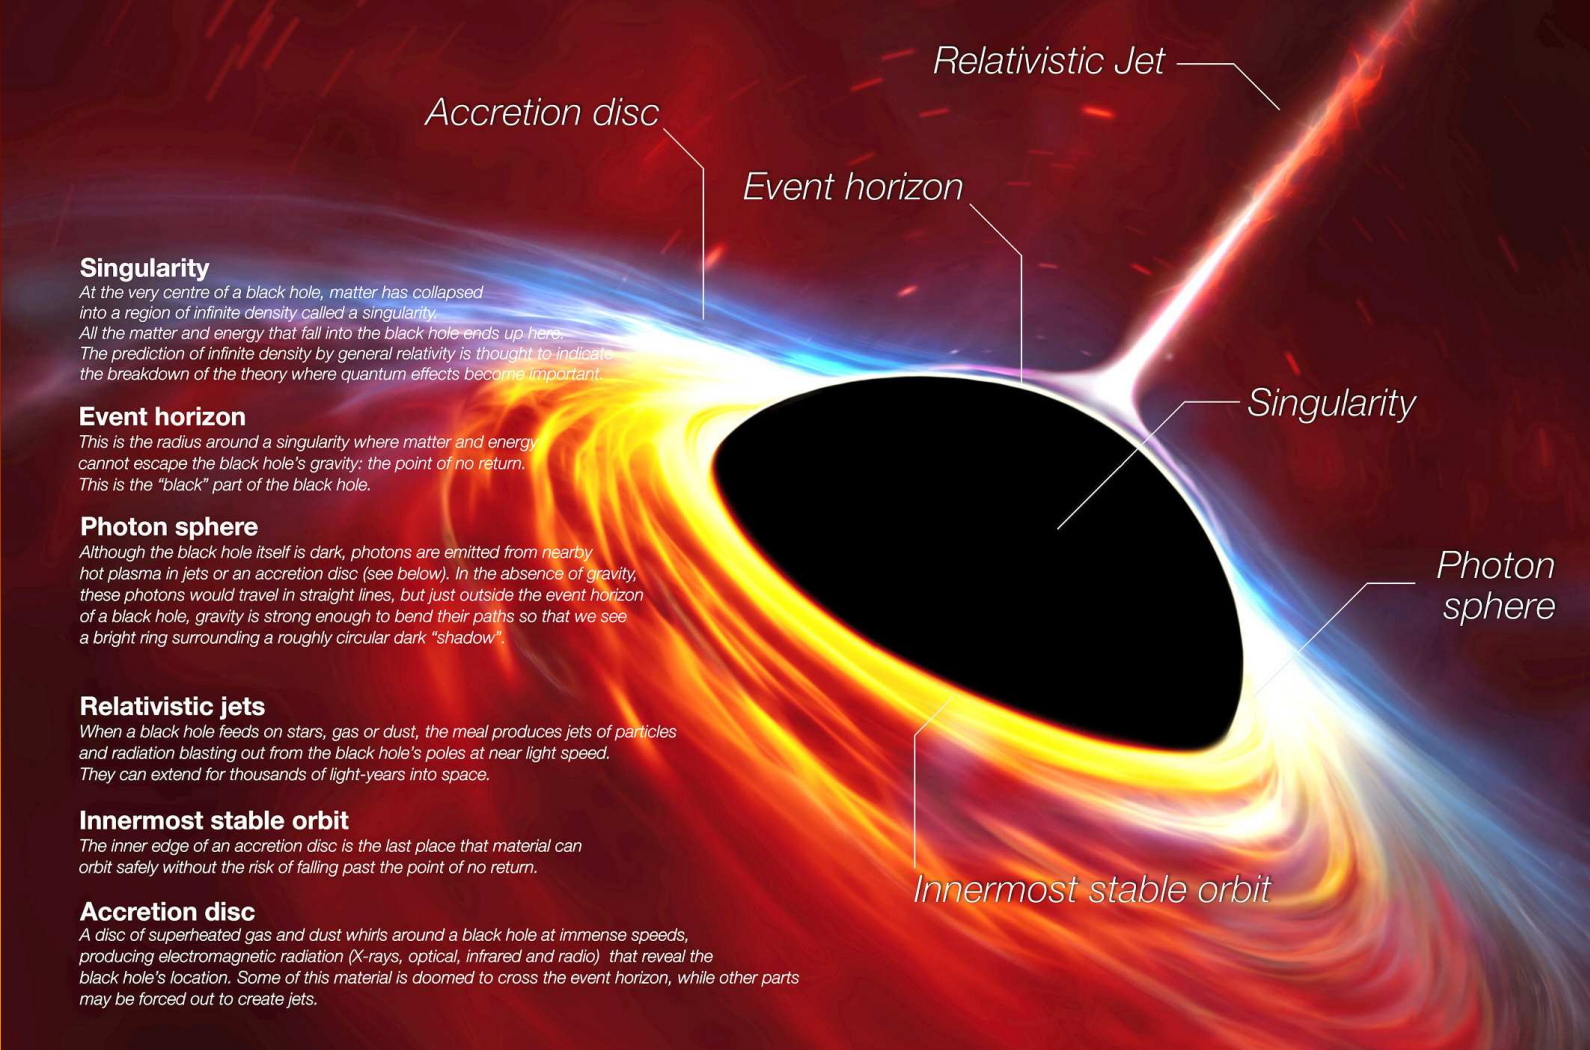 Relativistic Jet
Accretion disc
Event horizon
Singularity
At the very centre of a black hole, matter has collapsed
into a region of infinite density called a singularity.
All the matter and energy that fall into the black hole ends up here.
The prediction of infinite density by general relativity is thought to indicate
the breakdown of the theory where quantum effects become important.
Event horizon
This is the radius around a singularity where matter and energy
cannot escape the black hole’s gravity: the point of no return.
This is the “black” part of the black hole.
Photon sphere
Although the black hole itself is dark, photons are emitted from nearby
hot plasma in jets or an accretion disc (see below). In the absence of gravity,
these photons would travel in straight lines, but just outside the event horizon
of a black hole, gravity is strong enough to bend their paths so that we see
a bright ring surrounding a roughly circular dark “shadow”.
Relativistic jets
When a black hole feeds on stars, gas or dust, the meal produces jets of particles
and radiation blasting out from the black hole’s poles at near light speed.
They can extend for thousands of light-years into space.
Innermost stable orbit
The inner edge of an accretion disc is the last place that material can
orbit safely without the risk of falling past the point of no return.
Accretion disc
A disc of superheated gas and dust whirls around a black hole at immense speeds,
producing electromagnetic radiation (X-rays, optical, infrared and radio)  that reveal the
black hole’s location. Some of this material is doomed to cross the event horizon, while other parts
may be forced out to create jets.
Singularity
Photon
sphere
Innermost stable orbit